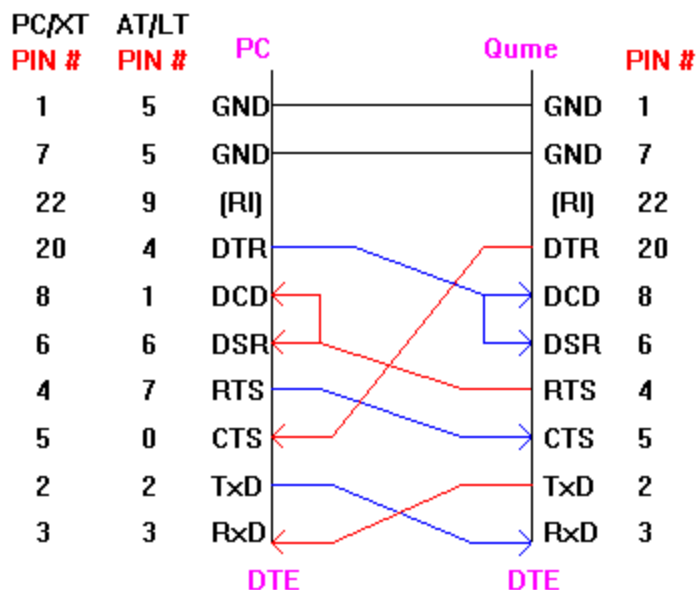 PC/XT AT/LT
PIN # PIN # PC Qume PIN #
1 5 GND GND 1
7 5 GND GND 7
22 9 (RI) (RI) 22
20 4 DTR DTR 20
8 1 DCD DCD 8
6 6 DSR DSR 6
4 7 RTS RTS 4
5 0 CTS CTS 5
2 2 TxD TxD 2
3 3 RxD RxD 3
DTE DTE